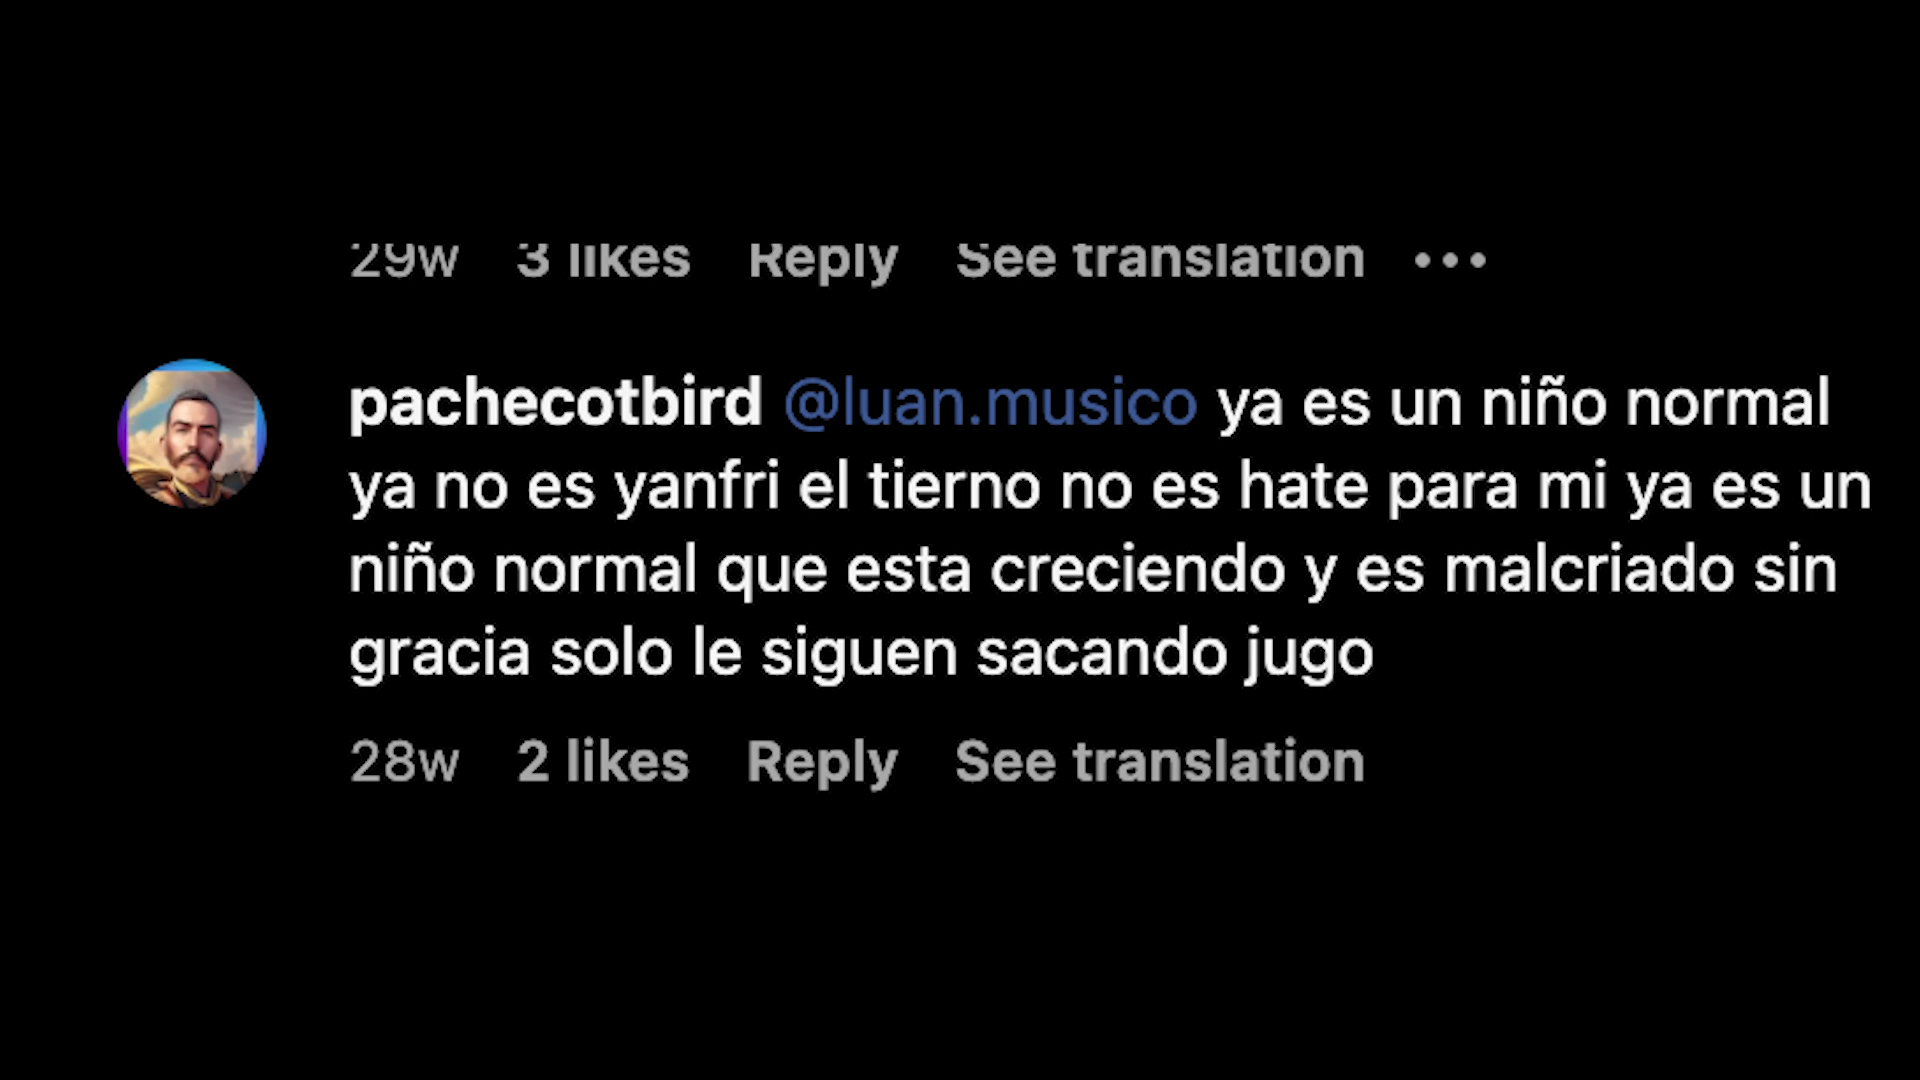 29w 3 likes Reply See translation •••
pachecotbird @luan.musico ya es un niño normal
ya no es yanfri el tierno no es hate para mi ya es un
niño normal que esta creciendo y es malcriado sin
gracia solo le siguen sacando jugo
28w 2 likes Reply See translation